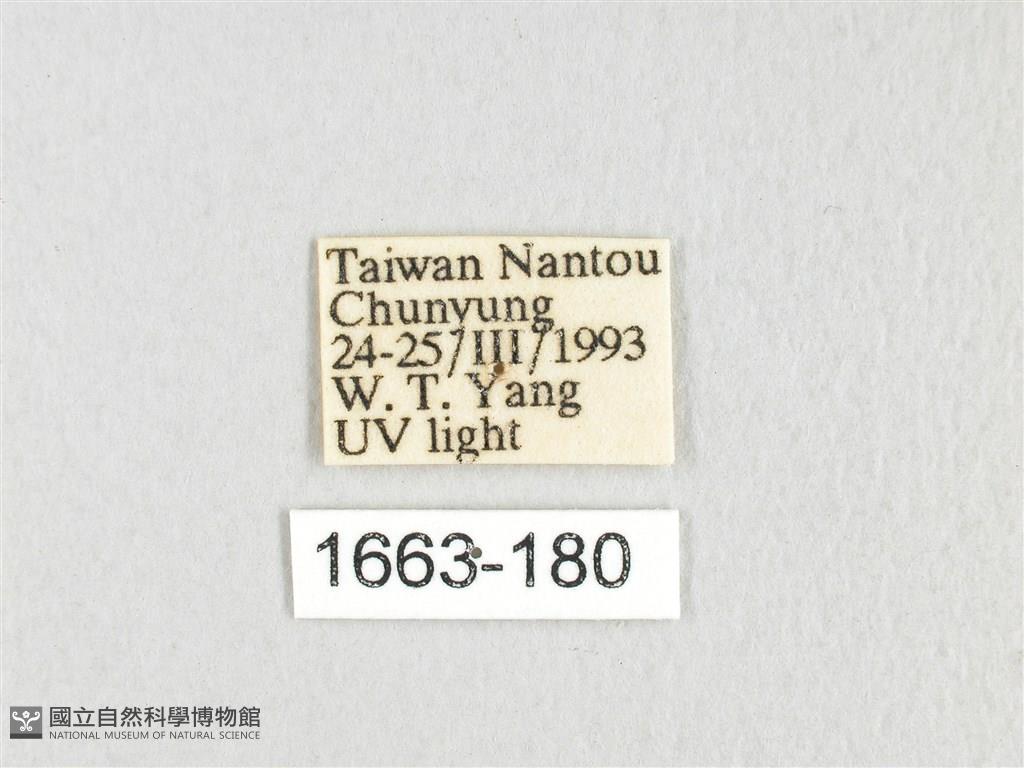 Taiwan Nantou
Chunyung
24-25/III/1993
W. T. Yang
UV light
1663-180
國立自然科學博物館
NATIONAL MUSEUM OF NATURAL SCIENCE